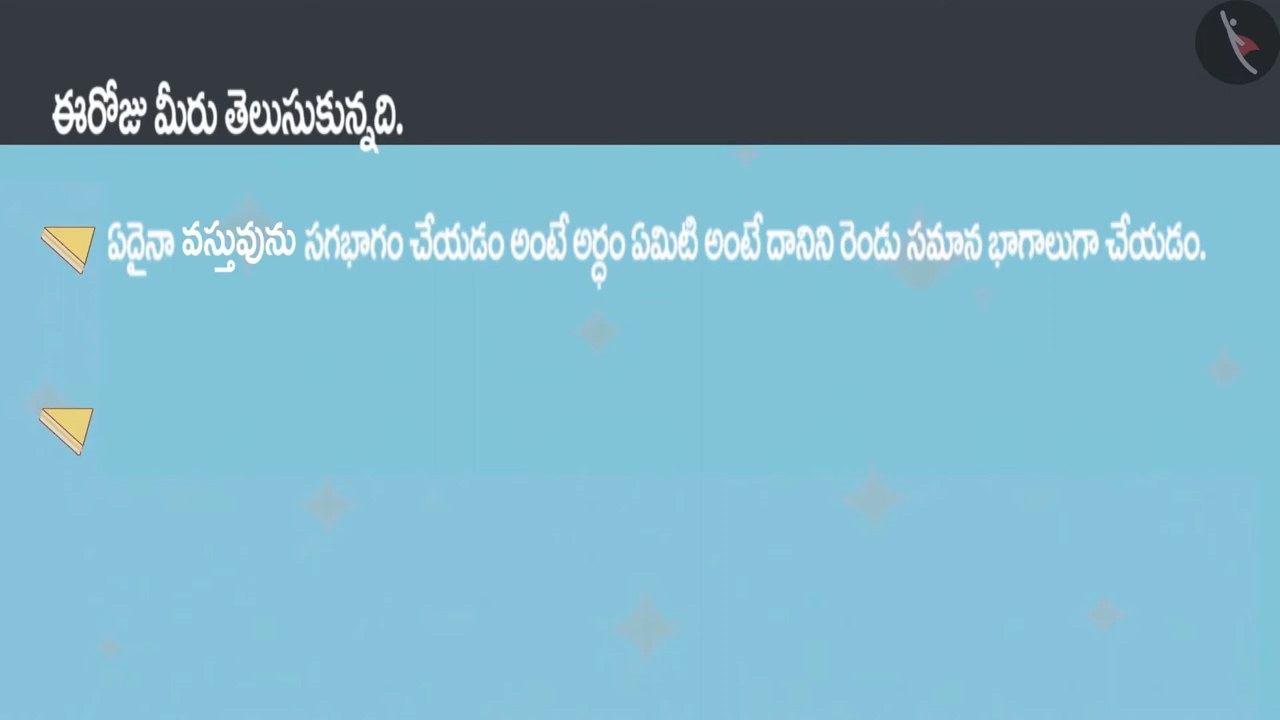 ఈరోజు మీరు తెలుసుకున్నది.
ఏదైనా వస్తువును సగభాగం చేయడం అంటే అర్ధం ఏమిటి అంటే దానిని రెండు సమాన భాగాలుగా చేయడం.